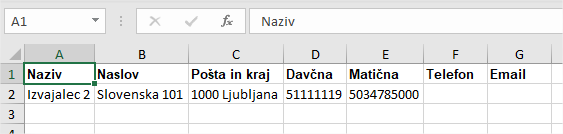 A1 Naziv
A B C D E F G
1 Naziv Naslov Pošta in kraj Davčna Matična Telefon Email
2 Izvajalec 2 Slovenska 101 1000 Ljubljana 51111119 5034785000
3
4